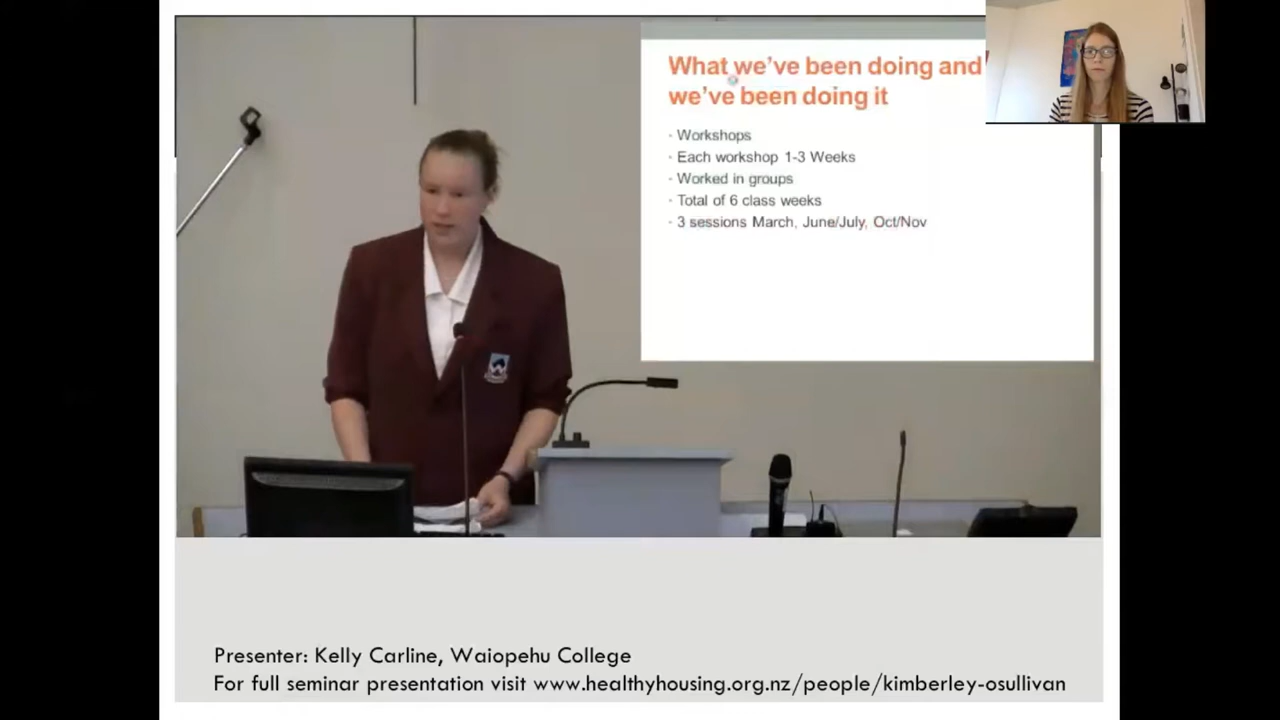 What we've been doing and
we've been doing it
· Workshops
· Each workshop 1-3 Weeks
· Worked in groups
· Total of 6 class weeks
· 3 sessions March, June/July, Oct/Nov
Presenter: Kelly Carline, Waiopehu College
For full seminar presentation visit www.healthyhousing.org.nz/people/kimberley-osullivan